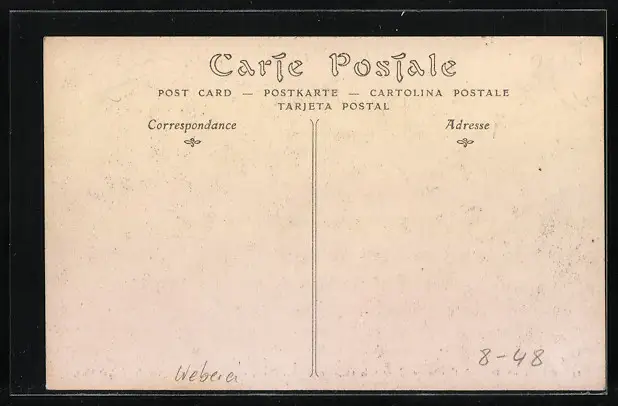 Carte Postale
POST CARD — POSTKARTE — CARTOLINA POSTALE
TARJETA POSTAL
Correspondance
Adresse
Weberei
8-48